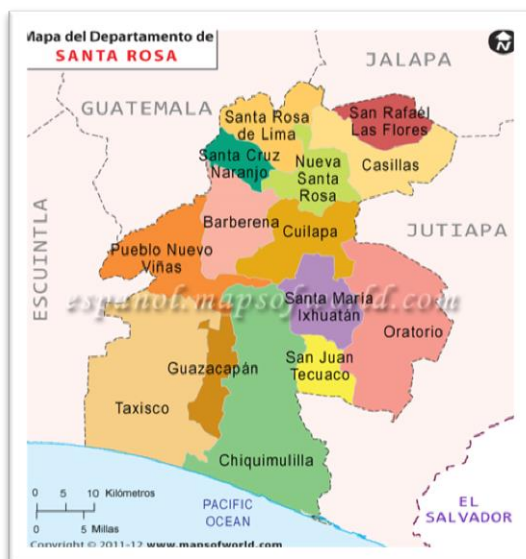 Mapa del Departamento de
SANTA ROSA
N
JALAPA
GUATEMALA
Santa Rosa
de Lima
San Rafaél
Las Flores
Santa Cruz
Naranjo
Nueva
Santa
Rosa
Casillas
ESCUINTLA
Barberena
Cuilapa
JUTIAPA
Pueblo Nuevo
Viñas
espanol.mapsofworld.com
Santa María
Ixhuatán
Oratorio
Guazacapán
San Juan
Tecuaco
Taxisco
Chiquimulilla
0 5 10 Kilómetros
0 5 Millas
PACIFIC
OCEAN
EL
SALVADOR
Copyright © 2011-12 www.mapsofworld.com